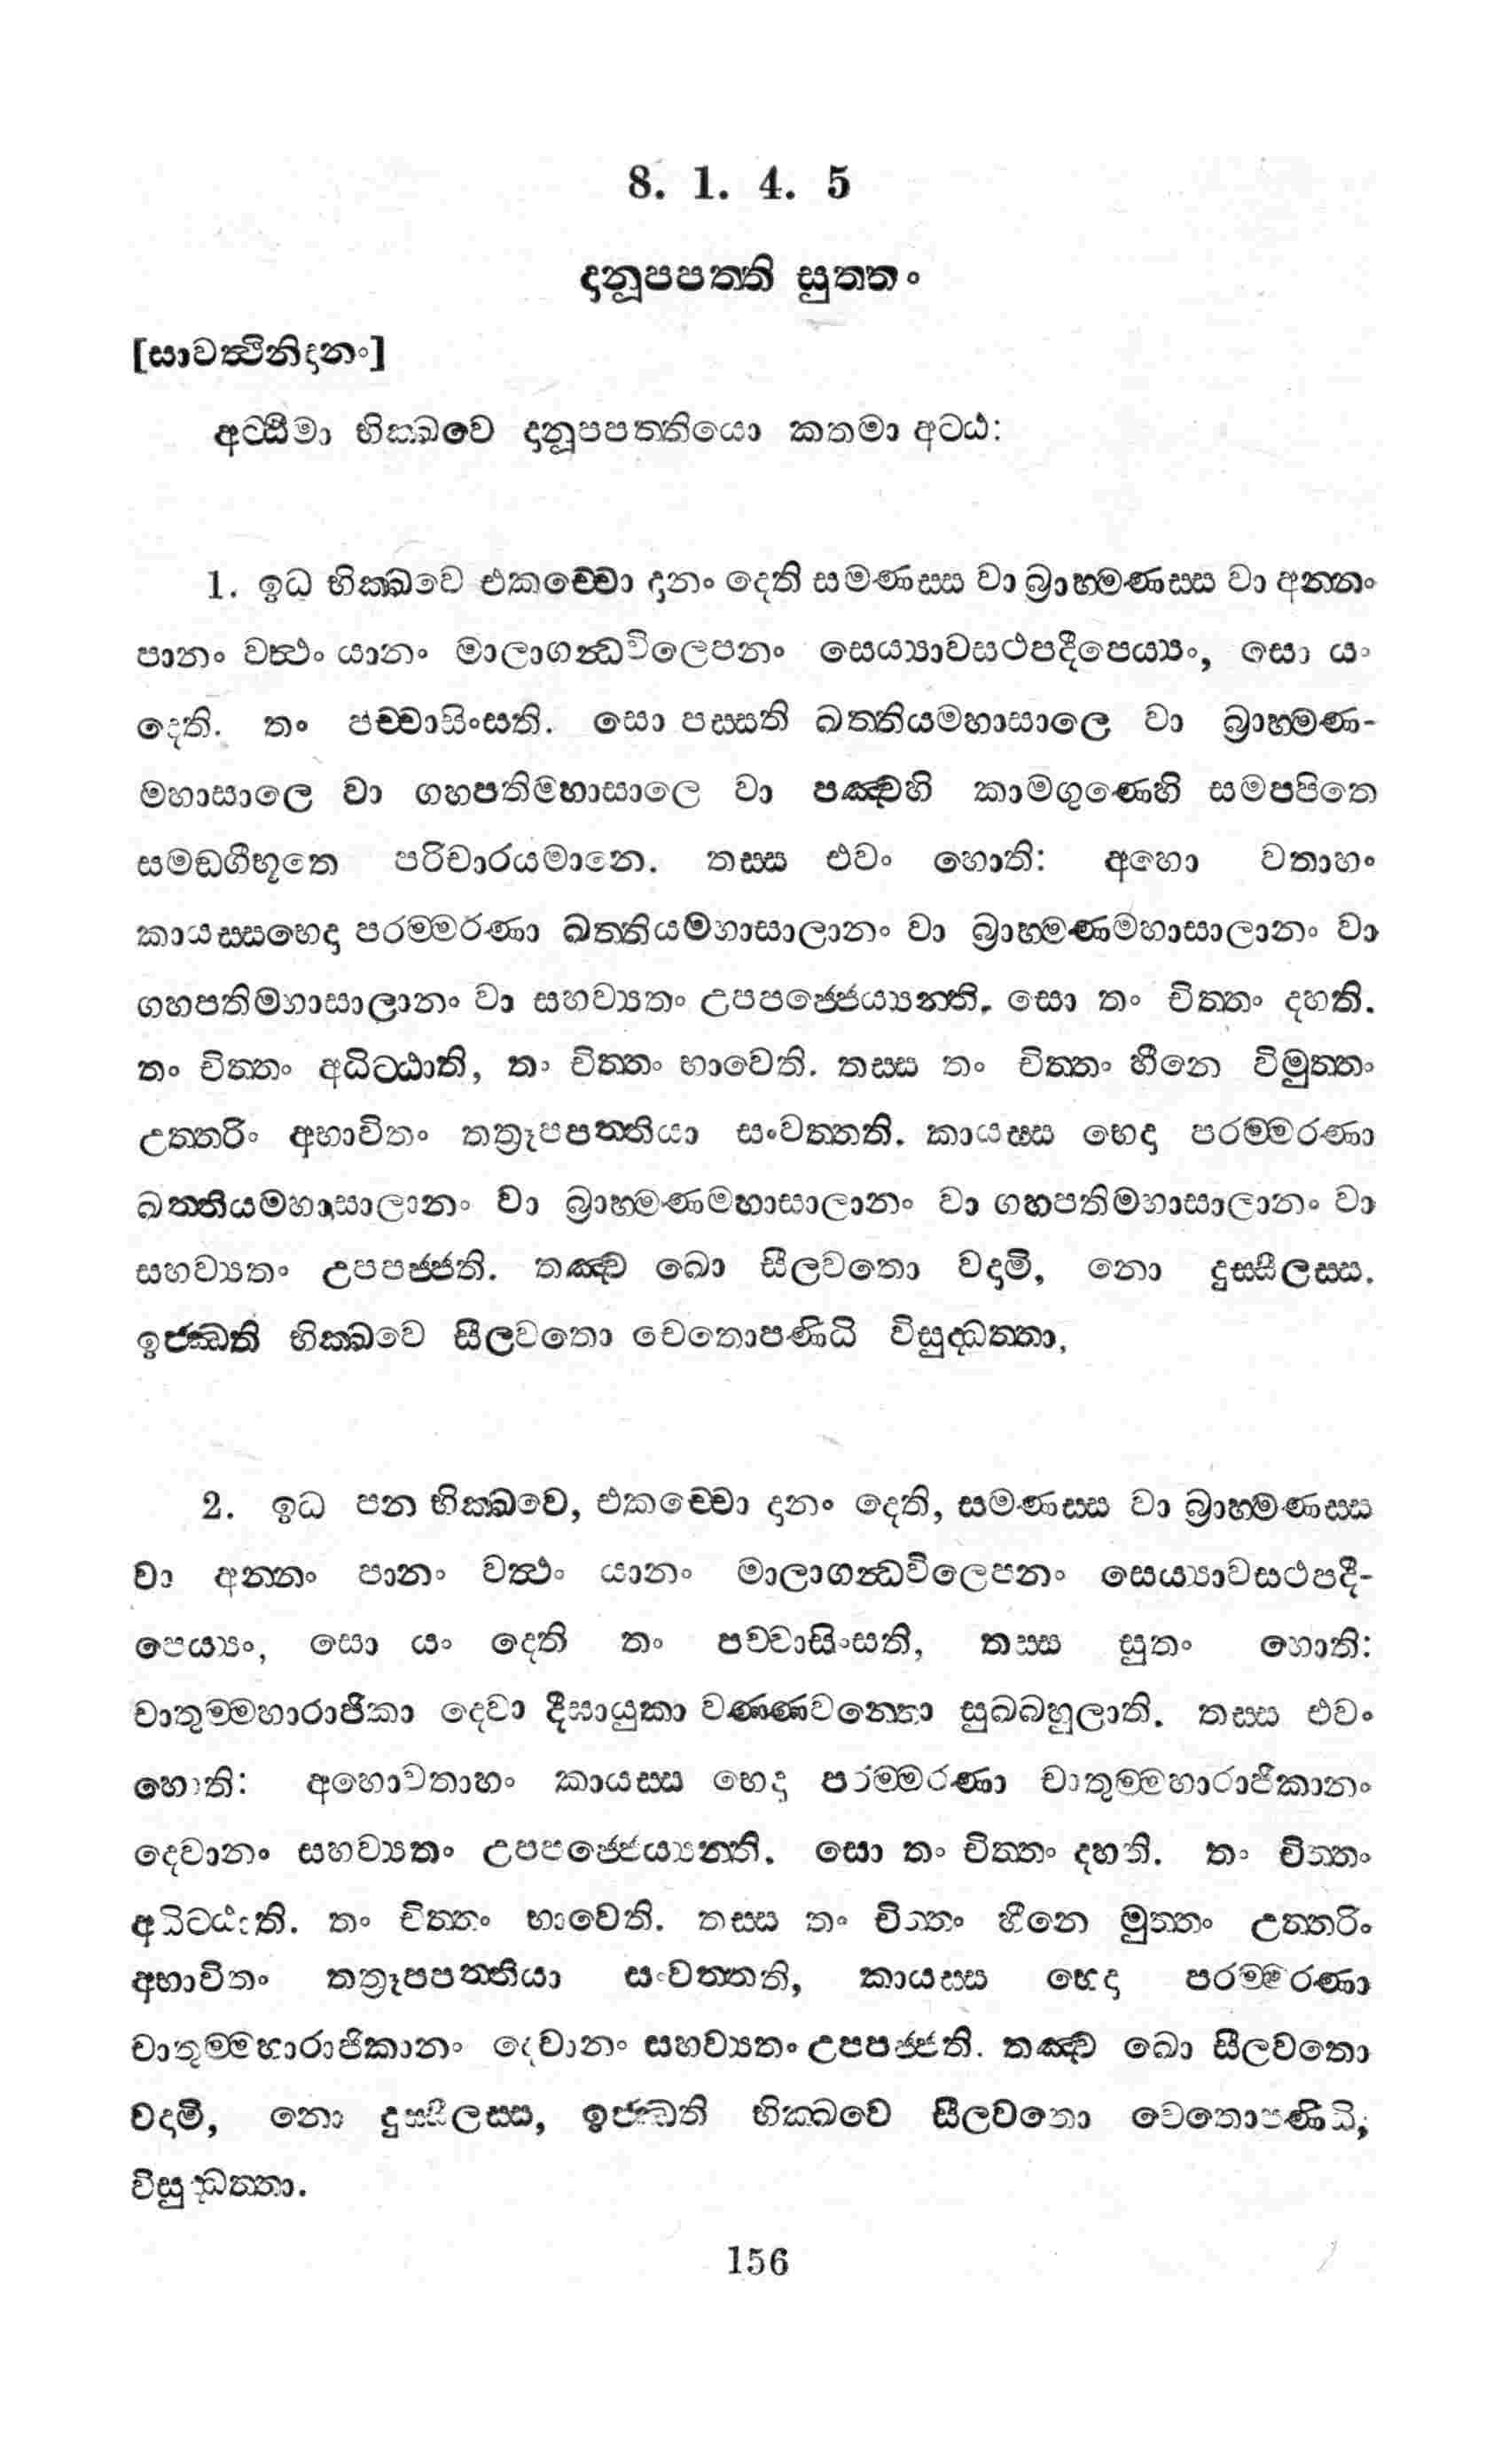 8. 1. 4. 5
දානූපපත්ති සුත්තං
[සාවත්ථිනිදානං]
අට්ඨිමා භික්ඛවෙ දානූපපත්තියො කතමා අට්ඨ:
1. ඉධ භික්ඛවෙ එකච්චො දානං දෙති සමණස්ස වා බ්‍රාහ්මණස්ස වා අන්නං
පානං වත්ථං යානං මාලාගන්ධවිලෙපනං සෙය්‍යාවසථපදීපෙය්‍යං, සො යං
දෙති. තං පච්චාසිංසති. සො පස්සති ඛත්තියමහාසාලෙ වා බ්‍රාහ්මණ-
මහාසාලෙ වා ගහපතිමහාසාලෙ වා පඤ්චහි කාමගුණෙහි සමප්පිතෙ
සමඞ්ගීභූතෙ පරිචාරයමානෙ. තස්ස එවං හොති: අහො වතාහං
කායස්සභෙදා පරම්මරණා ඛත්තියමහාසාලානං වා බ්‍රාහ්මණමහාසාලානං වා
ගහපතිමහාසාලානං වා සහව්‍යතං උපපජ්ජෙය්‍යන්ති. සො තං චිත්තං දහති.
තං චිත්තං අධිට්ඨාති, තං චිත්තං භාවෙති. තස්ස තං චිත්තං හීනෙ විමුත්තං
උත්තරිං අභාවිතං තත්‍රෑපපත්තියා සංවත්තති. කායස්ස භෙදා පරම්මරණා
ඛත්තියමහාසාලානං වා බ්‍රාහ්මණමහාසාලානං වා ගහපතිමහාසාලානං වා
සහව්‍යතං උපපජ්ජති. තඤ්ච ඛො සීලවතො වදාමි, නො දුස්සීලස්ස.
ඉජ්ඣති භික්ඛවෙ සීලවතො චෙතොපණිධි විසුද්ධත්තා,
2. ඉධ පන භික්ඛවෙ, එකච්චො දානං දෙති, සමණස්ස වා බ්‍රාහ්මණස්ස
වා අන්නං පානං වත්ථං යානං මාලාගන්ධවිලෙපනං සෙය්‍යාවසථපදී-
පෙය්‍යං, සො යං දෙති තං පච්චාසිංසති, තස්ස සුතං හොති:
චාතුම්මහාරාජිකා දෙවා දීඝායුකා වණ්ණවන්තො සුඛබහුලාති. තස්ස එවං
හොති: අහොවතාහං කායස්ස භෙදා පරම්මරණා චාතුම්මහාරාජිකානං
දෙවානං සහව්‍යතං උපපජ්ජෙය්‍යන්ති. සො තං චිත්තං දහති. තං චිත්තං
අධිට්ඨාති. තං චිත්තං භාවෙති. තස්ස තං චිත්තං හීනෙ මුත්තං උත්තරිං
අභාවිතං තත්‍රෑපපත්තියා සංවත්තති, කායස්ස භෙදා පරම්මරණා
චාතුම්මහාරාජිකානං දෙවානං සහව්‍යතං උපපජ්ජති. තඤ්ච ඛො සීලවතො
වදාමි, නො දුස්සීලස්ස, ඉජ්ඣති භික්ඛවෙ සීලවතො චෙතොපණිධි,
විසුද්ධත්තා.
156